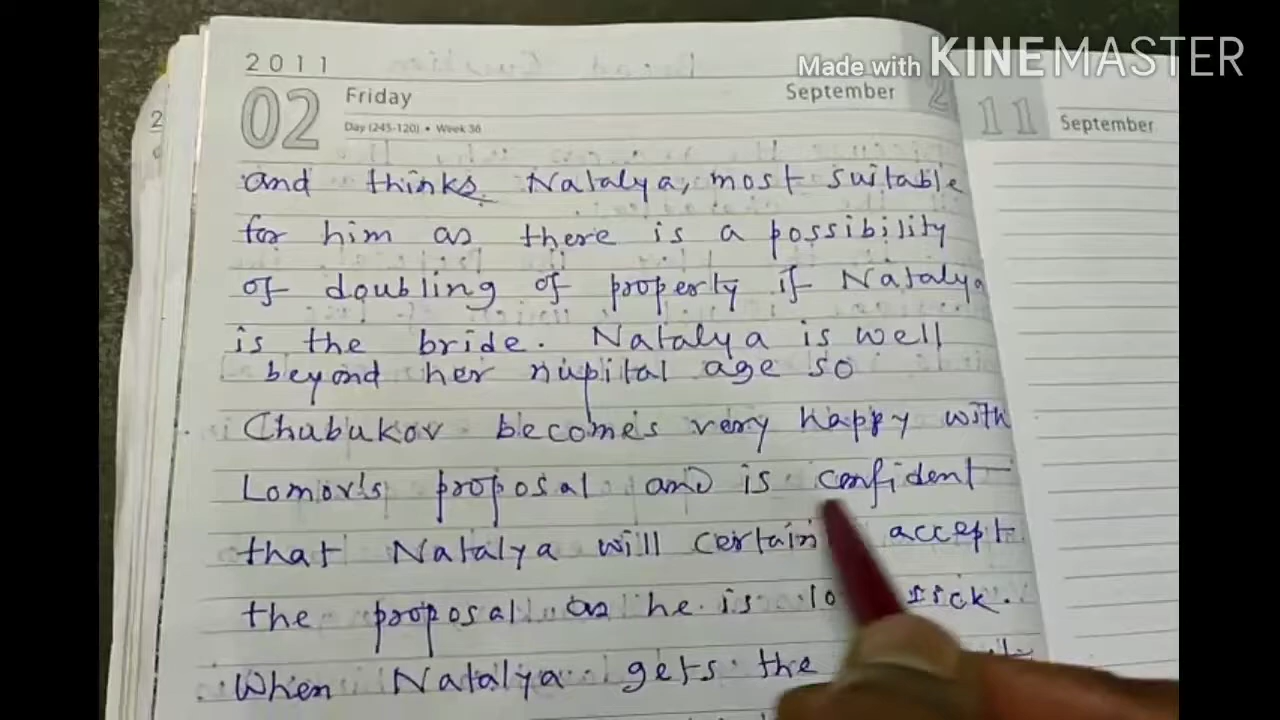 Made with KINEMASTER
2011
02
Friday
September
2
Day (245-120) • Week 36
11
September
and thinks Natalya, most suitable
for him as there is a possibility
of doubling of property if Natalya
is the bride. Natalya is well
beyond her nupital age so
Chubukov becomes very happy with
Lomov's proposal and is confident
that Natalya will accept
the proposal as he is sick.
When Natalya gets the